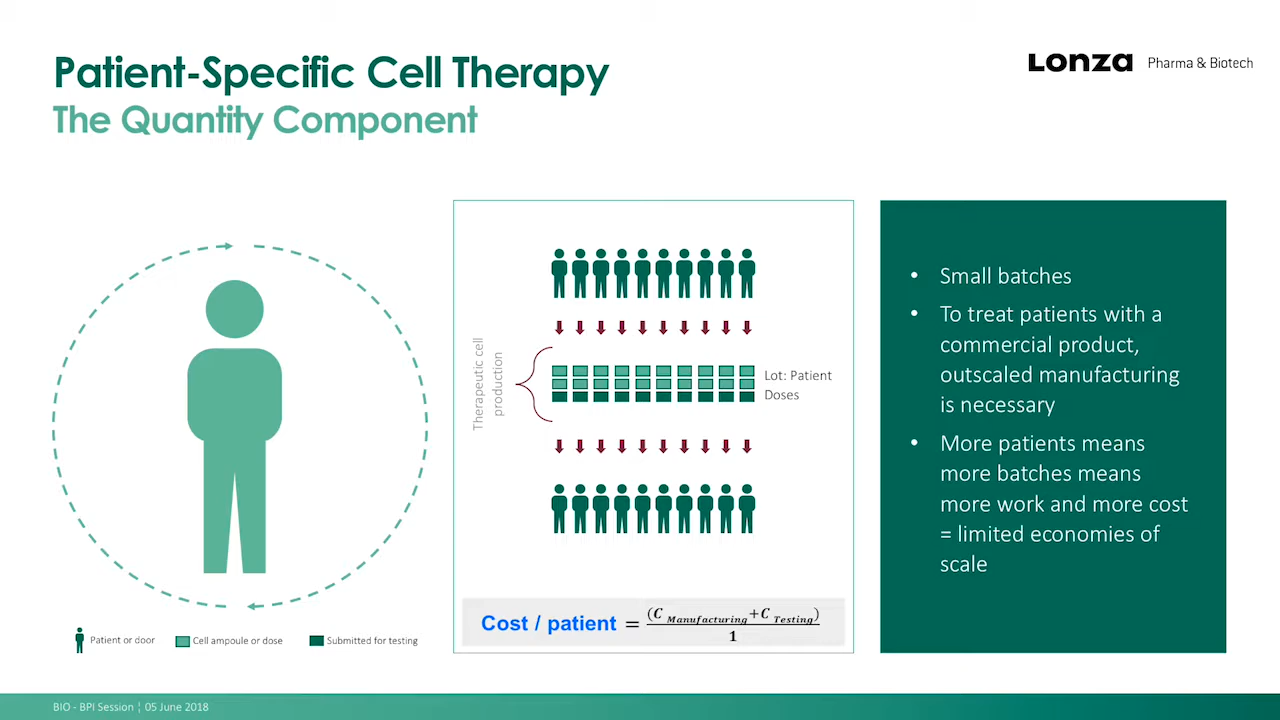 Patient-Specific Cell Therapy
The Quantity Component
Lonza Pharma & Biotech
Therapeutic cell
production
Lot: Patient
Doses
Cost / patient = (C Manufacturing+C Testing) / 1
• Small batches
• To treat patients with a
commercial product,
outscaled manufacturing
is necessary
• More patients means
more batches means
more work and more cost
= limited economies of
scale
Patient or door
Cell ampoule or dose
Submitted for testing
BIO - BPI Session ¦ 05 June 2018